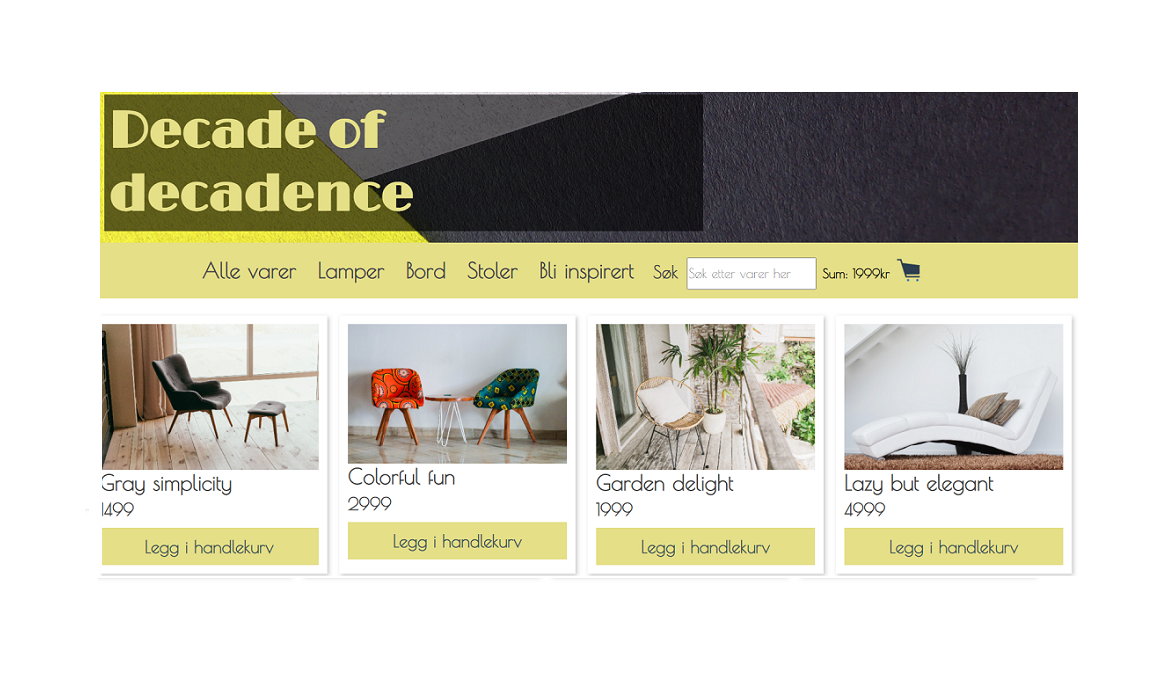 Decade of
decadence
Alle varer Lamper Bord Stoler Bli inspirert Søk Søk etter varer her Sum: 1999kr
Gray simplicity
1499
Legg i handlekurv
Colorful fun
2999
Legg i handlekurv
Garden delight
1999
Legg i handlekurv
Lazy but elegant
4999
Legg i handlekurv